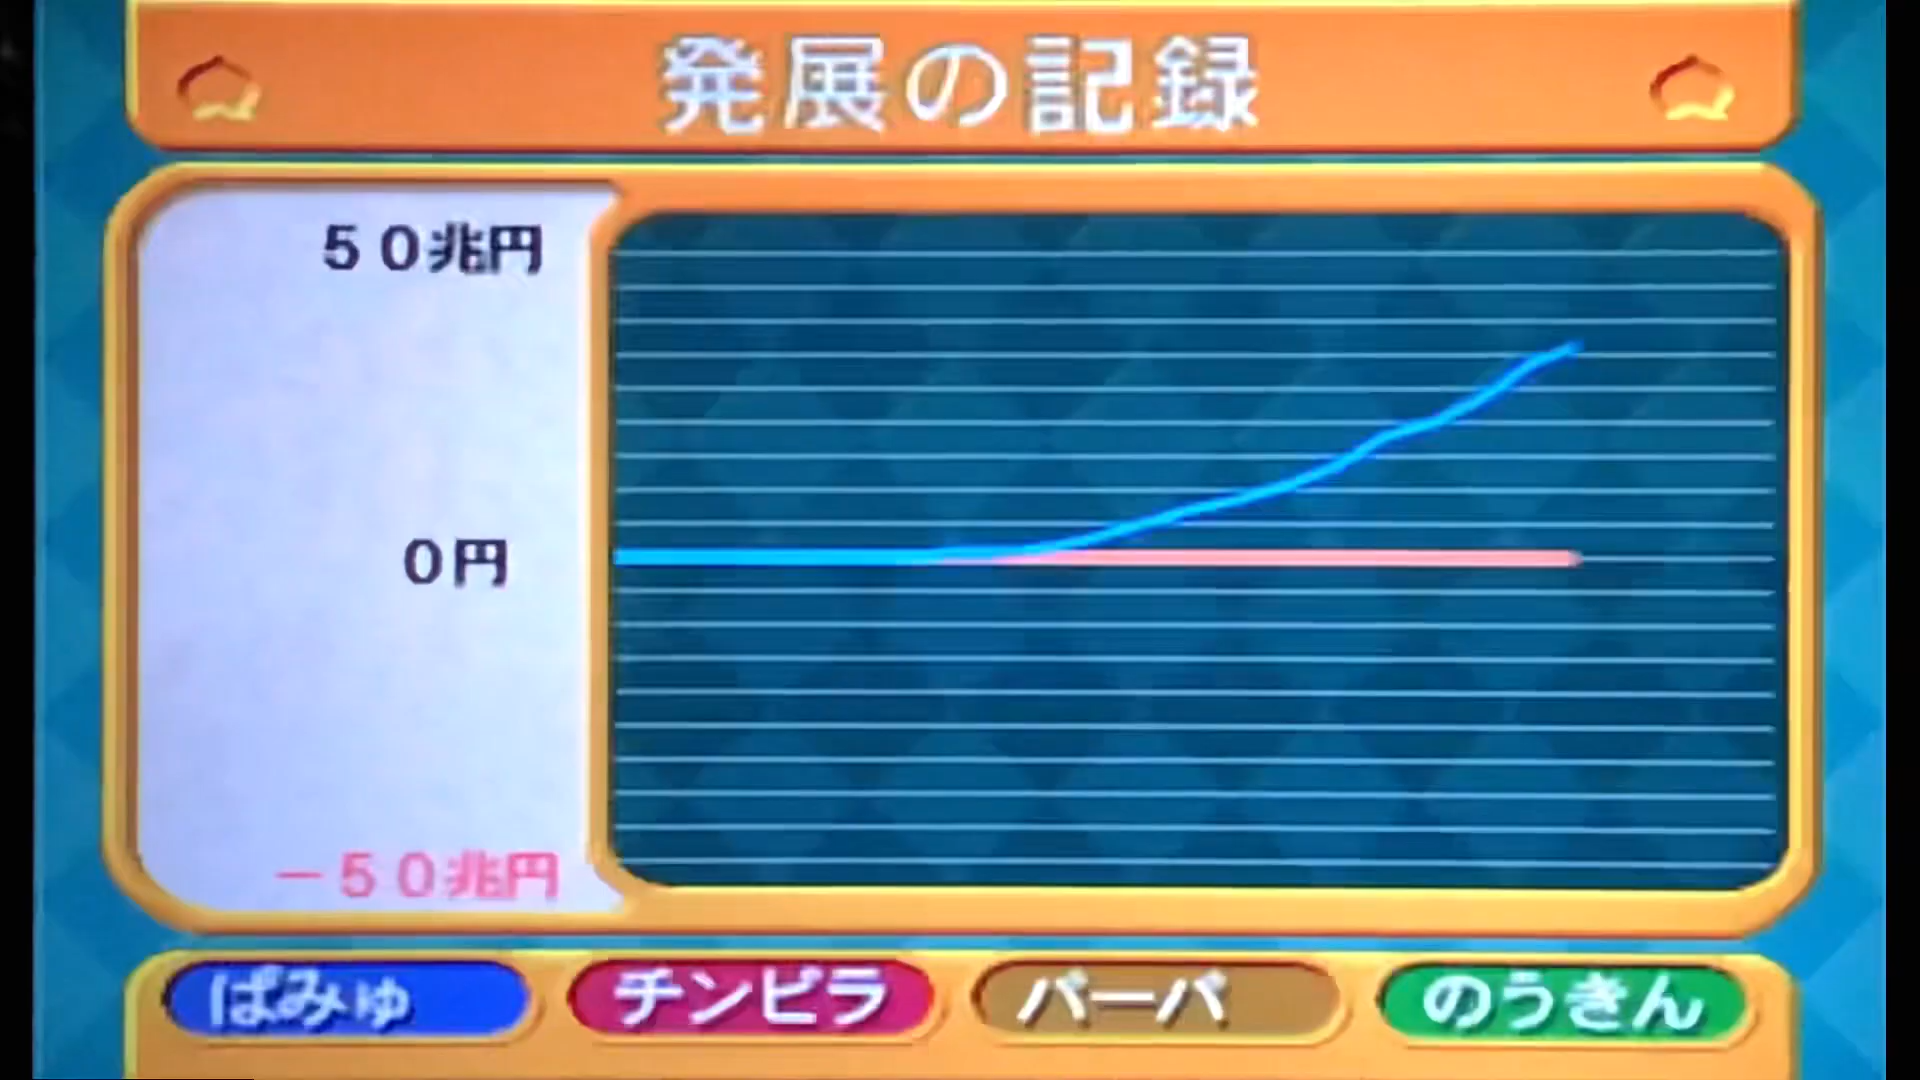 発展の記録
50兆円
0円
-50兆円
ぱみゅ
チンピラ
バーバ
のうきん